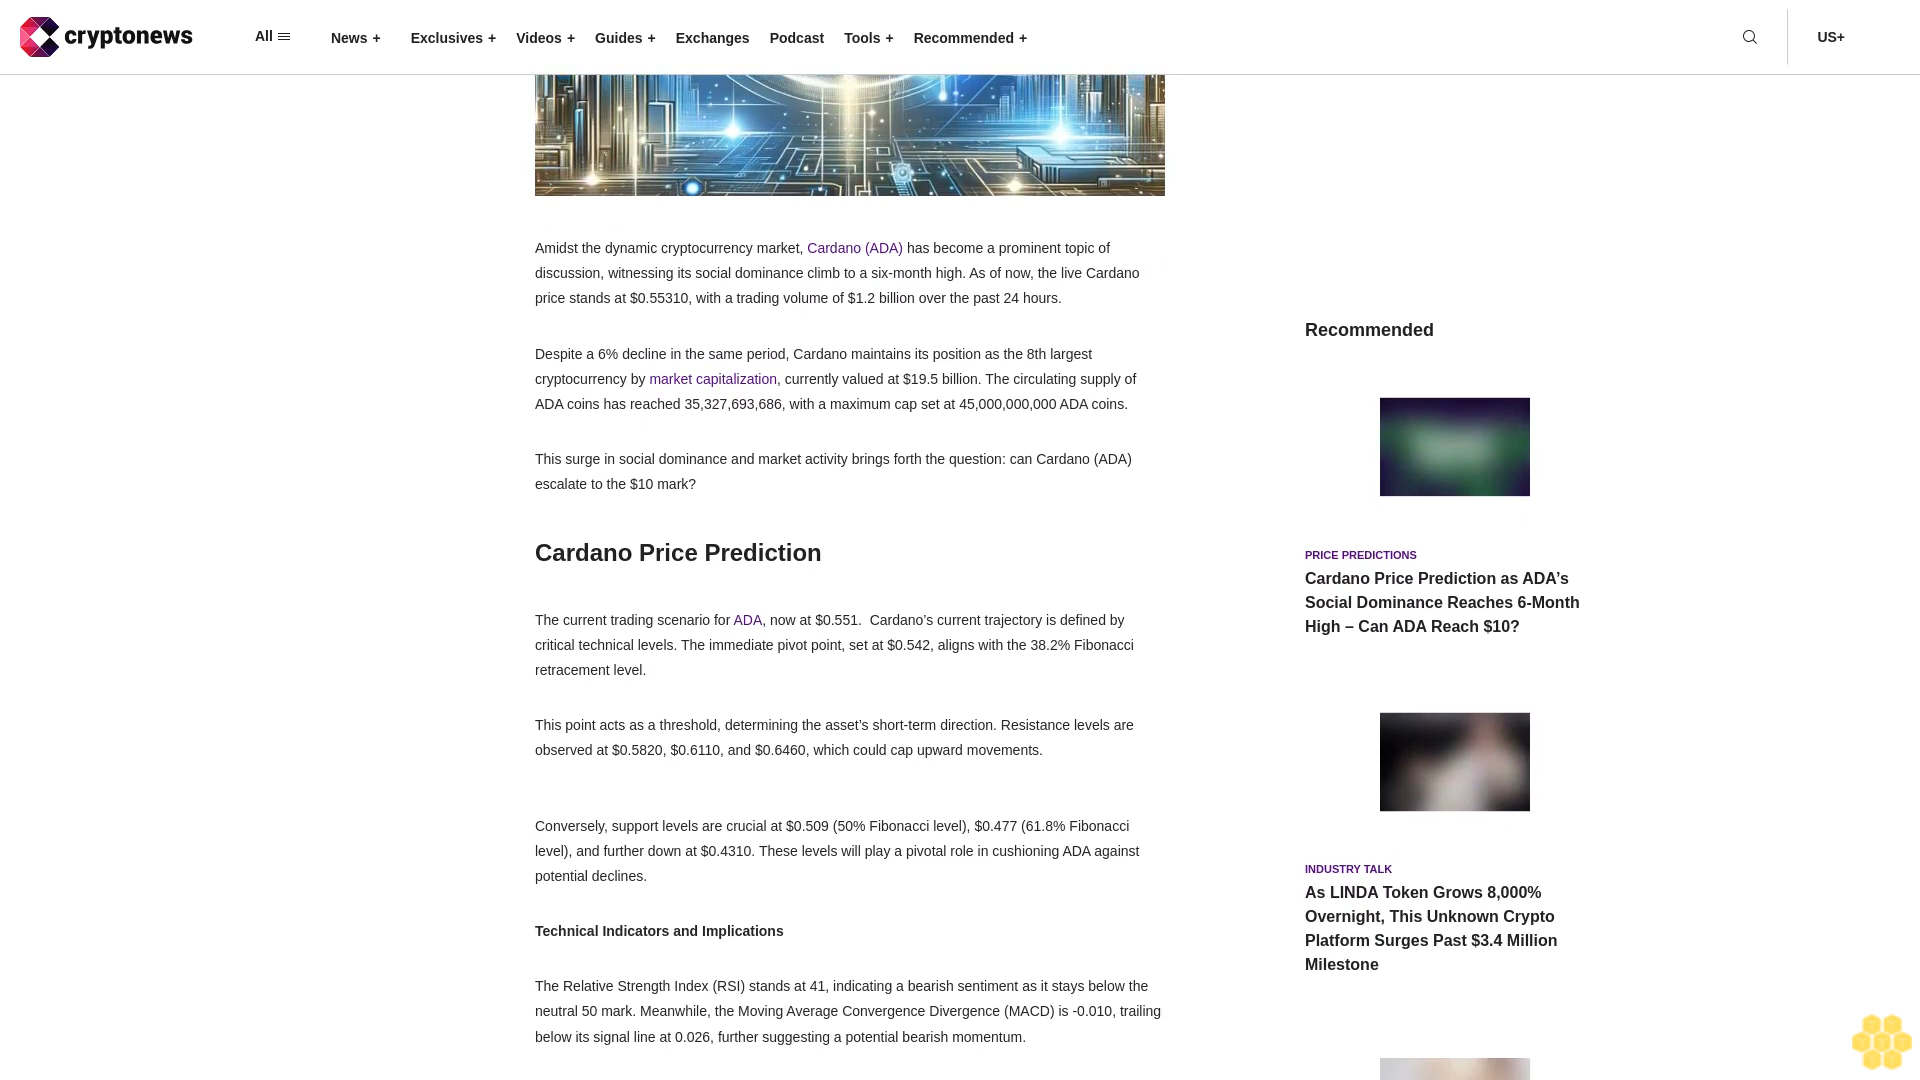 cryptonews
All
News +
Exclusives +
Videos +
Guides +
Exchanges
Podcast
Tools +
Recommended +
US+
Amidst the dynamic cryptocurrency market, Cardano (ADA) has become a prominent topic of
discussion, witnessing its social dominance climb to a six-month high. As of now, the live Cardano
price stands at $0.55310, with a trading volume of $1.2 billion over the past 24 hours.
Despite a 6% decline in the same period, Cardano maintains its position as the 8th largest
cryptocurrency by market capitalization, currently valued at $19.5 billion. The circulating supply of
ADA coins has reached 35,327,693,686, with a maximum cap set at 45,000,000,000 ADA coins.
This surge in social dominance and market activity brings forth the question: can Cardano (ADA)
escalate to the $10 mark?
Cardano Price Prediction
The current trading scenario for ADA, now at $0.551.  Cardano’s current trajectory is defined by
critical technical levels. The immediate pivot point, set at $0.542, aligns with the 38.2% Fibonacci
retracement level.
This point acts as a threshold, determining the asset’s short-term direction. Resistance levels are
observed at $0.5820, $0.6110, and $0.6460, which could cap upward movements.
Conversely, support levels are crucial at $0.509 (50% Fibonacci level), $0.477 (61.8% Fibonacci
level), and further down at $0.4310. These levels will play a pivotal role in cushioning ADA against
potential declines.
Technical Indicators and Implications
The Relative Strength Index (RSI) stands at 41, indicating a bearish sentiment as it stays below the
neutral 50 mark. Meanwhile, the Moving Average Convergence Divergence (MACD) is -0.010, trailing
below its signal line at 0.026, further suggesting a potential bearish momentum.
Recommended
PRICE PREDICTIONS
Cardano Price Prediction as ADA’s
Social Dominance Reaches 6-Month
High – Can ADA Reach $10?
INDUSTRY TALK
As LINDA Token Grows 8,000%
Overnight, This Unknown Crypto
Platform Surges Past $3.4 Million
Milestone